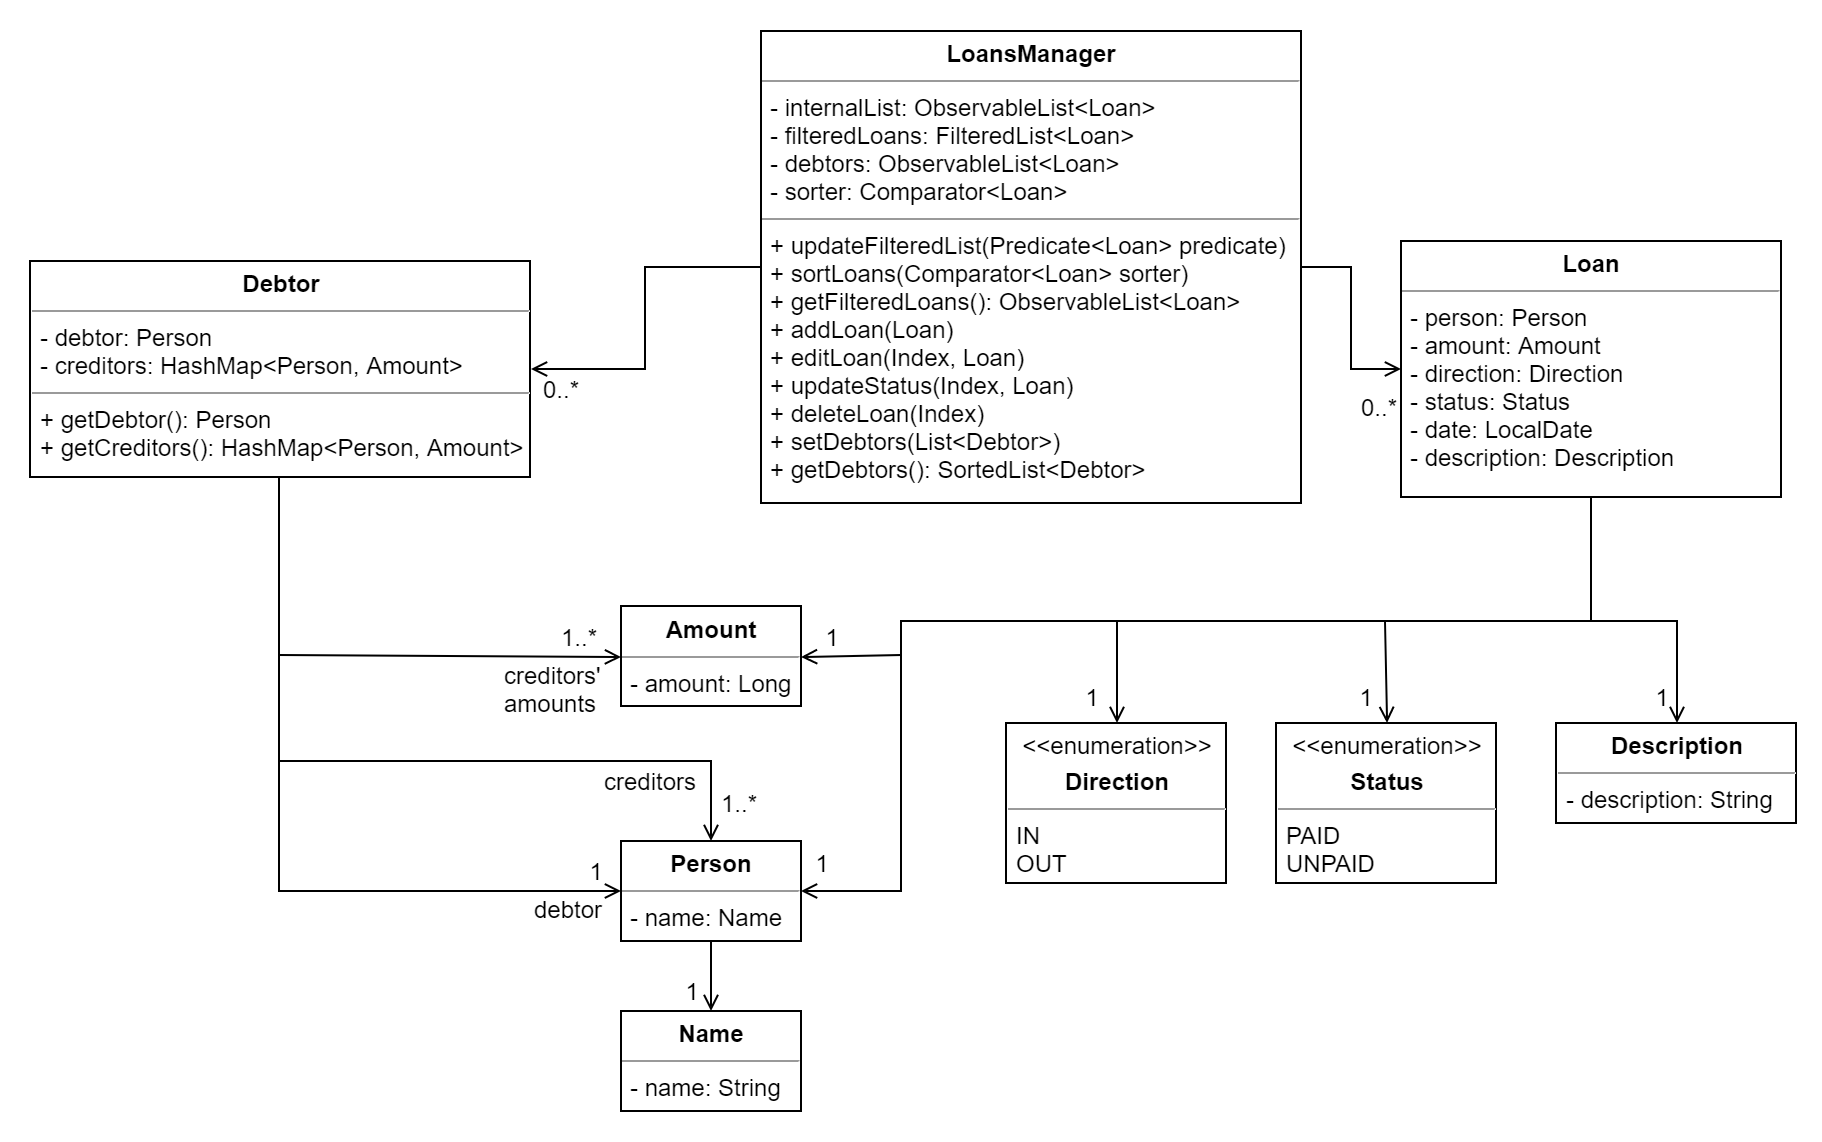 LoansManager
- internalList: ObservableList<Loan>
- filteredLoans: FilteredList<Loan>
- debtors: ObservableList<Loan>
- sorter: Comparator<Loan>
+ updateFilteredList(Predicate<Loan> predicate)
+ sortLoans(Comparator<Loan> sorter)
+ getFilteredLoans(): ObservableList<Loan>
+ addLoan(Loan)
+ editLoan(Index, Loan)
+ updateStatus(Index, Loan)
+ deleteLoan(Index)
+ setDebtors(List<Debtor>)
+ getDebtors(): SortedList<Debtor>
Debtor
- debtor: Person
- creditors: HashMap<Person, Amount>
+ getDebtor(): Person
+ getCreditors(): HashMap<Person, Amount>
0..*
Loan
- person: Person
- amount: Amount
- direction: Direction
- status: Status
- date: LocalDate
- description: Description
0..*
1..*
creditors'
amounts
Amount
- amount: Long
1
1
<<enumeration>>
Direction
IN
OUT
1
<<enumeration>>
Status
PAID
UNPAID
1
Description
- description: String
creditors
1..*
1
debtor
Person
- name: Name
1
1
Name
- name: String